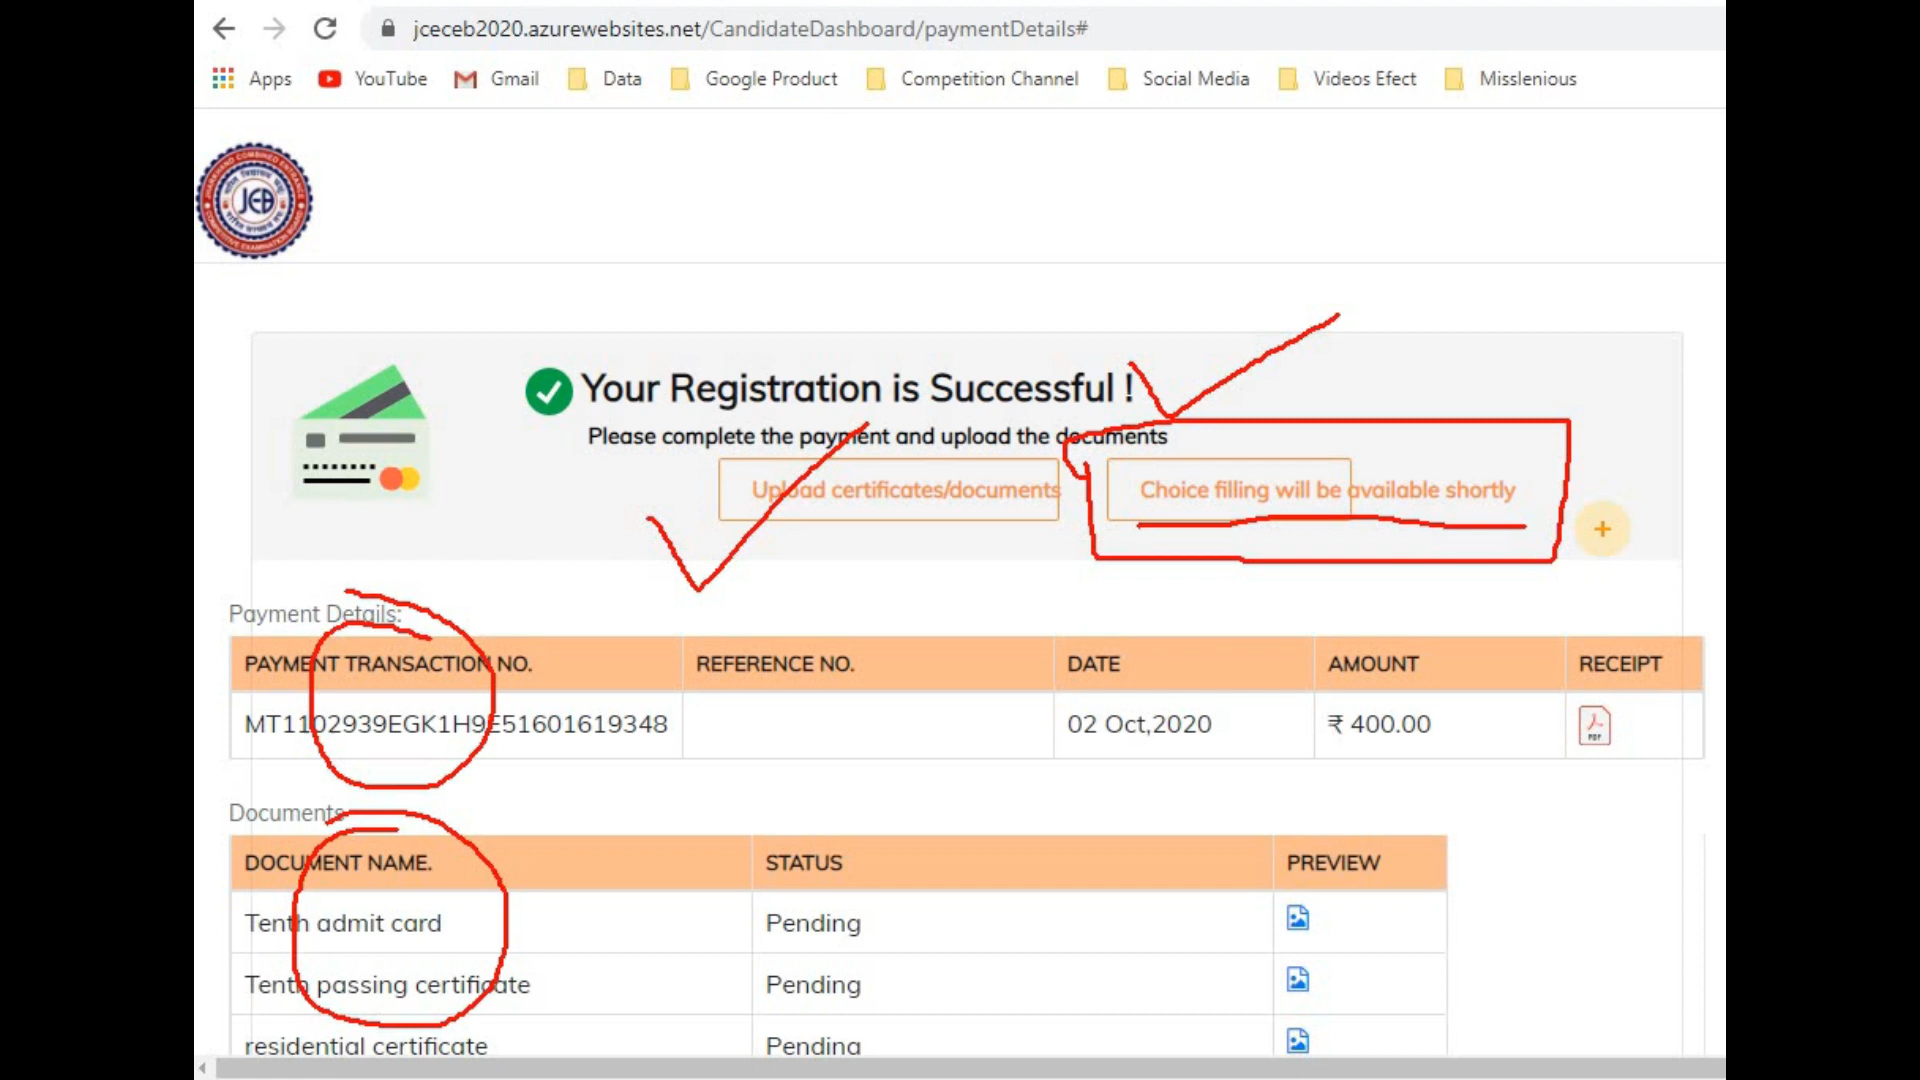 jceceb2020.azurewebsites.net/CandidateDashboard/paymentDetails#
Apps YouTube Gmail Data Google Product Competition Channel Social Media Videos Efect Misslenious
JCEB
Your Registration is Successful !
Please complete the payment and upload the documents
Upload certificates/documents Choice filling will be available shortly
+
Payment Details:
PAYMENT TRANSACTION NO. REFERENCE NO. DATE AMOUNT RECEIPT
MT1102939EGK1H9E51601619348 02 Oct,2020 ₹ 400.00 PDF
Documents
DOCUMENT NAME. STATUS PREVIEW
Tenth admit card Pending
Tenth passing certificate Pending
residential certificate Pending